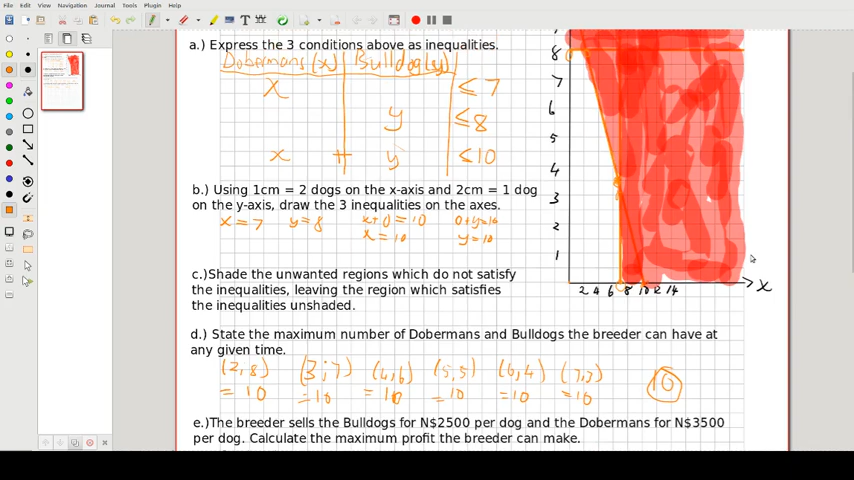 File Edit View Journal Tools Plugin Help
a.) Express the 3 conditions above as inequalities.
Dobermans (x) Bulldog(y)
x ≤ 7
y ≤ 8
x + y ≤ 10
b.) Using 1cm = 2 dogs on the x-axis and 2cm = 1 dog
on the y-axis, draw the 3 inequalities on the axes.
x = 7 y = 8 x+0 = 10 0+y=10
x = 10 y = 10
c.)Shade the unwanted regions which do not satisfy
the inequalities, leaving the region which satisfies
the inequalities unshaded.
8
7
6
5
4
3
2
1
2 4 6 8 10 12 14 x
d.) State the maximum number of Dobermans and Bulldogs the breeder can have at
any given time.
(2,8) (3;7) (4,6) (5,5) (6,4) (7,3) 10
= 10 =10 = 10 =10 =10 =10
e.)The breeder sells the Bulldogs for N$2500 per dog and the Dobermans for N$3500
per dog. Calculate the maximum profit the breeder can make.